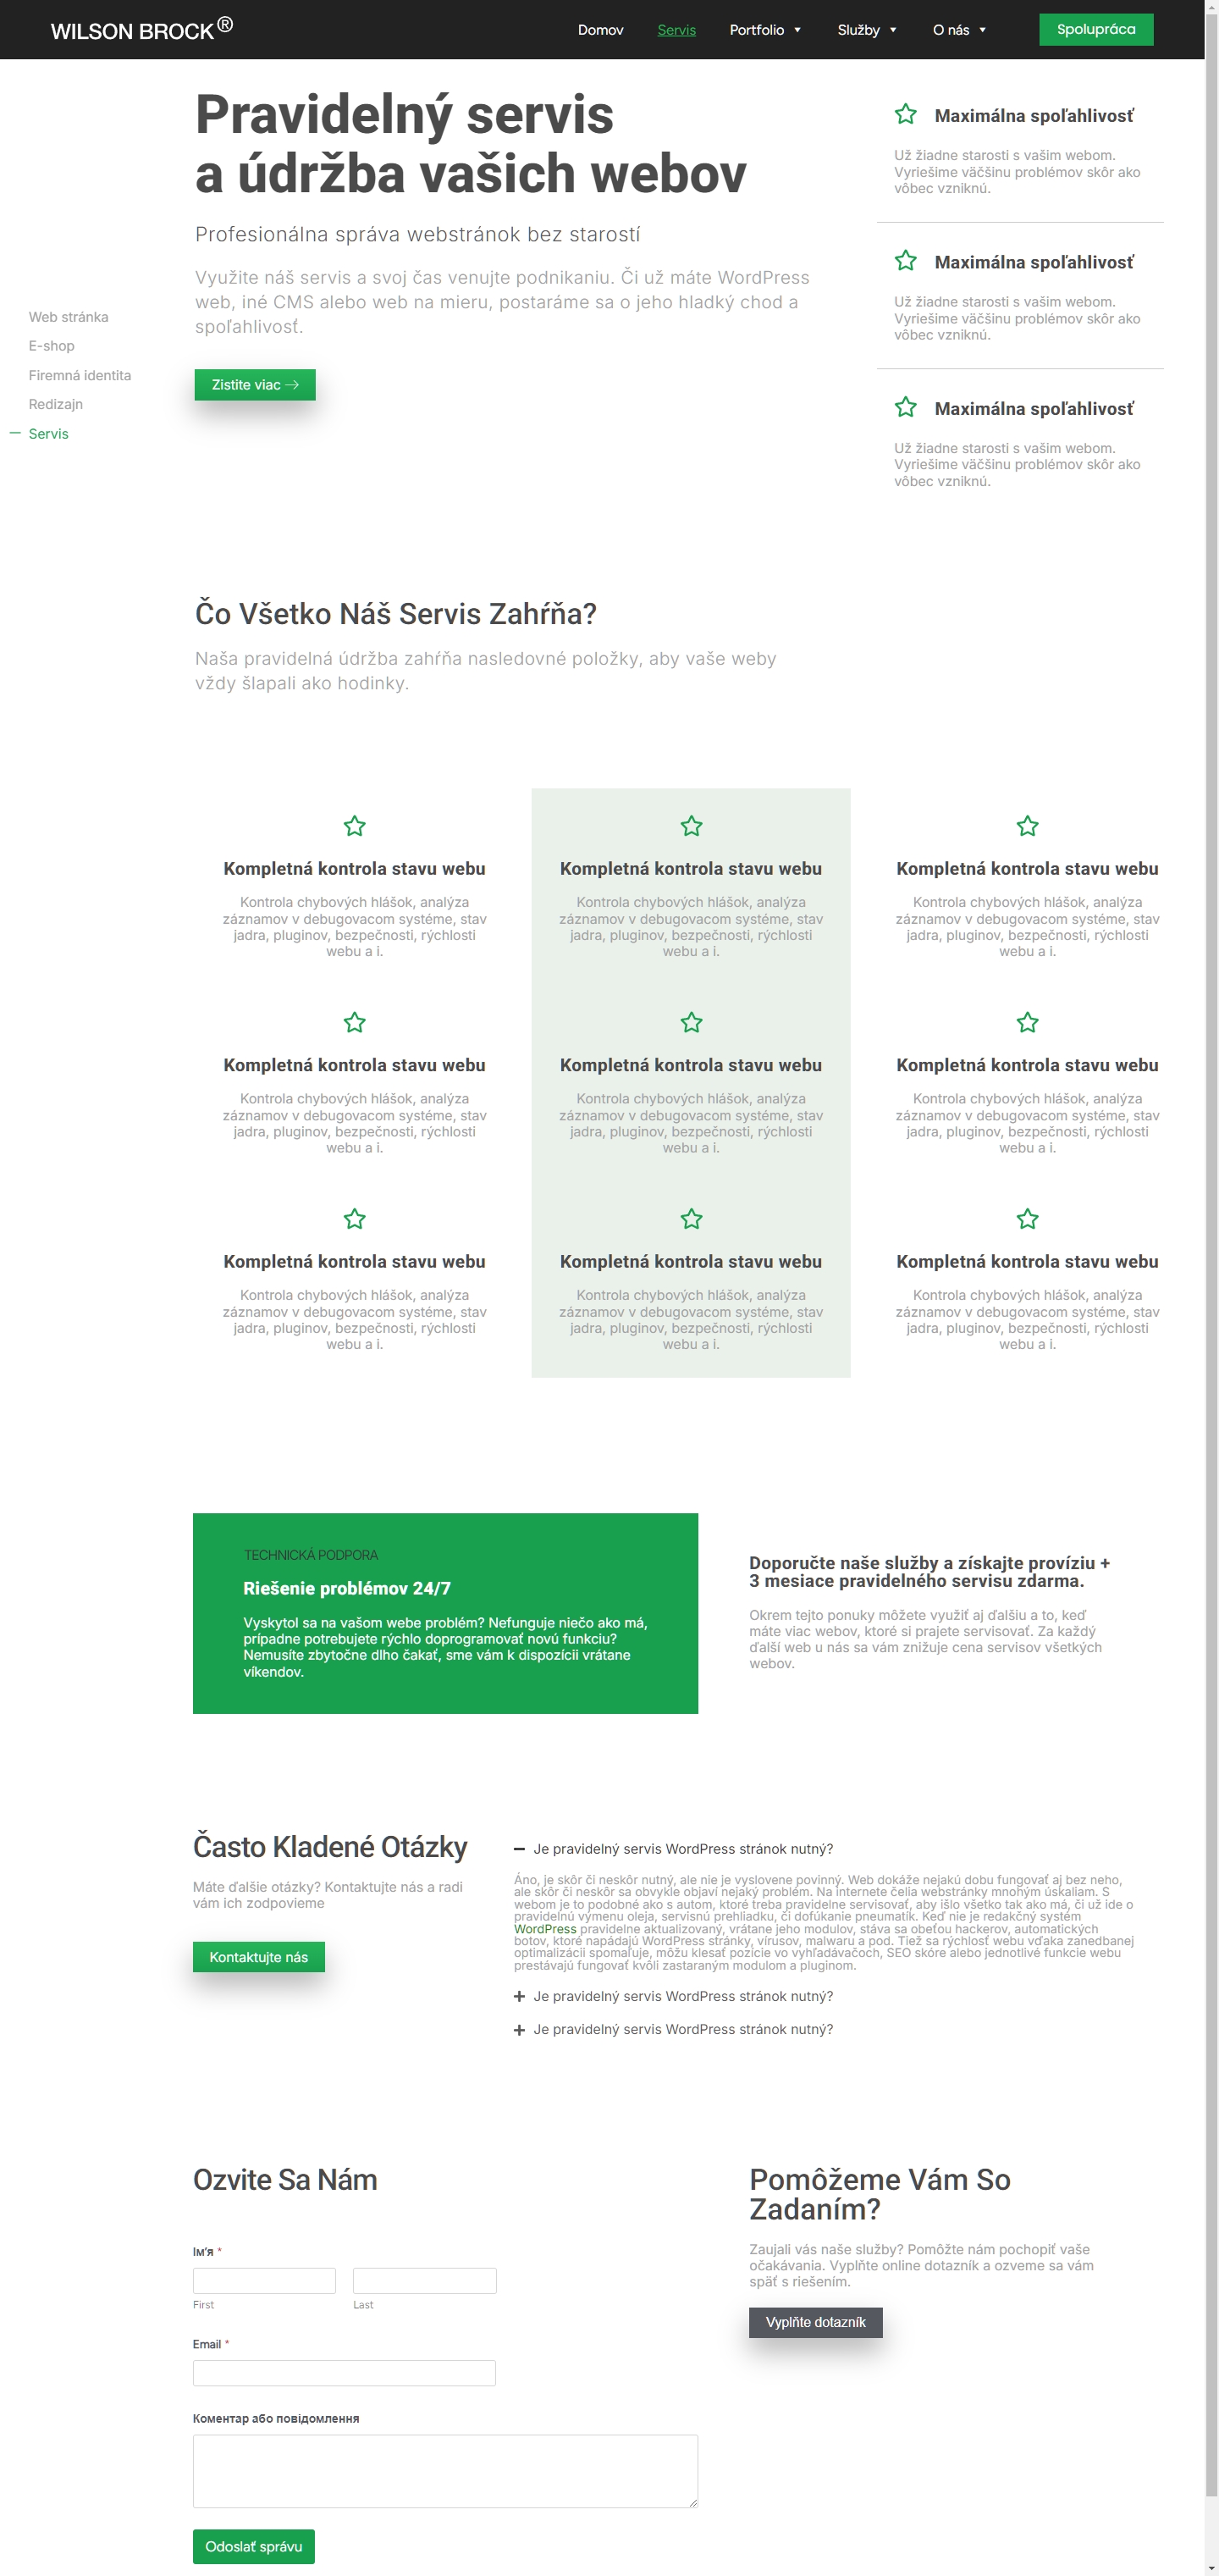 WILSON BROCK®
Domov
Servis
Portfolio
Služby
O nás
Spolupráca
Pravidelný servis
a údržba vašich webov
Profesionálna správa webstránok bez starostí
Využite náš servis a svoj čas venujte podnikaniu. Či už máte WordPress
web, iné CMS alebo web na mieru, postaráme sa o jeho hladký chod a
spoľahlivosť.
Zistite viac →
Web stránka
E-shop
Firemná identita
Redizajn
Servis
Maximálna spoľahlivosť
Už žiadne starosti s vašim webom.
Vyriešime väčšinu problémov skôr ako
vôbec vzniknú.
Maximálna spoľahlivosť
Už žiadne starosti s vašim webom.
Vyriešime väčšinu problémov skôr ako
vôbec vzniknú.
Maximálna spoľahlivosť
Už žiadne starosti s vašim webom.
Vyriešime väčšinu problémov skôr ako
vôbec vzniknú.
Čo Všetko Náš Servis Zahŕňa?
Naša pravidelná údržba zahŕňa nasledovné položky, aby vaše weby
vždy šlapali ako hodinky.
Kompletná kontrola stavu webu
Kontrola chybových hlášok, analýza
záznamov v debugovacom systéme, stav
jadra, pluginov, bezpečnosti, rýchlosti
webu a i.
Kompletná kontrola stavu webu
Kontrola chybových hlášok, analýza
záznamov v debugovacom systéme, stav
jadra, pluginov, bezpečnosti, rýchlosti
webu a i.
Kompletná kontrola stavu webu
Kontrola chybových hlášok, analýza
záznamov v debugovacom systéme, stav
jadra, pluginov, bezpečnosti, rýchlosti
webu a i.
Kompletná kontrola stavu webu
Kontrola chybových hlášok, analýza
záznamov v debugovacom systéme, stav
jadra, pluginov, bezpečnosti, rýchlosti
webu a i.
Kompletná kontrola stavu webu
Kontrola chybových hlášok, analýza
záznamov v debugovacom systéme, stav
jadra, pluginov, bezpečnosti, rýchlosti
webu a i.
Kompletná kontrola stavu webu
Kontrola chybových hlášok, analýza
záznamov v debugovacom systéme, stav
jadra, pluginov, bezpečnosti, rýchlosti
webu a i.
Kompletná kontrola stavu webu
Kontrola chybových hlášok, analýza
záznamov v debugovacom systéme, stav
jadra, pluginov, bezpečnosti, rýchlosti
webu a i.
Kompletná kontrola stavu webu
Kontrola chybových hlášok, analýza
záznamov v debugovacom systéme, stav
jadra, pluginov, bezpečnosti, rýchlosti
webu a i.
Kompletná kontrola stavu webu
Kontrola chybových hlášok, analýza
záznamov v debugovacom systéme, stav
jadra, pluginov, bezpečnosti, rýchlosti
webu a i.
TECHNICKÁ PODPORA
Riešenie problémov 24/7
Vyskytol sa na vašom webe problém? Nefunguje niečo ako má,
prípadne potrebujete rýchlo doprogramovať novú funkciu?
Nemusíte zbytočne dlho čakať, sme vám k dispozícii vrátane
víkendov.
Doporučte naše služby a získajte províziu +
3 mesiace pravidelného servisu zdarma.
Okrem tejto ponuky môžete využiť aj ďalšiu a to, keď
máte viac webov, ktoré si prajete servisovať. Za každý
ďalší web u nás sa vám znižuje cena servisov všetkých
webov.
Často Kladené Otázky
Máte ďalšie otázky? Kontaktujte nás a radi
vám ich zodpovieme
Kontaktujte nás
Je pravidelný servis WordPress stránok nutný?
Áno, je skôr či neskôr nutný, ale nie je vyslovene povinný. Web dokáže nejakú dobu fungovať aj bez neho,
ale skôr či neskôr sa obvykle objaví nejaký problém. Na internete čelia webstránky mnohým úskaliam. S
webom je to podobné ako s autom, ktoré treba pravidelne servisovať, aby išlo všetko tak ako má, či už ide o
pravidelnú výmenu oleja, servisnú prehliadku, či dofúkanie pneumatík. Keď nie je redakčný systém
WordPress pravidelne aktualizovaný, vrátane jeho modulov, stáva sa obeťou hackerov, automatických
botov, ktoré napádajú WordPress stránky, vírusov, malwaru a pod. Tiež sa rýchlosť webu vďaka zanedbanej
optimalizácii spomaľuje, môžu klesať pozície vo vyhľadávačoch, SEO skóre alebo jednotlivé funkcie webu
prestávajú fungovať kvôli zastaraným modulom a pluginom.
Je pravidelný servis WordPress stránok nutný?
Je pravidelný servis WordPress stránok nutný?
Ozvite Sa Nám
Ім'я *
First
Last
Email *
Коментар або повідомлення
Odoslať správu
Pomôžeme Vám So
Zadaním?
Zaujali vás naše služby? Pomôžte nám pochopiť vaše
očakávania. Vyplňte online dotazník a ozveme sa vám
späť s riešením.
Vyplňte dotazník